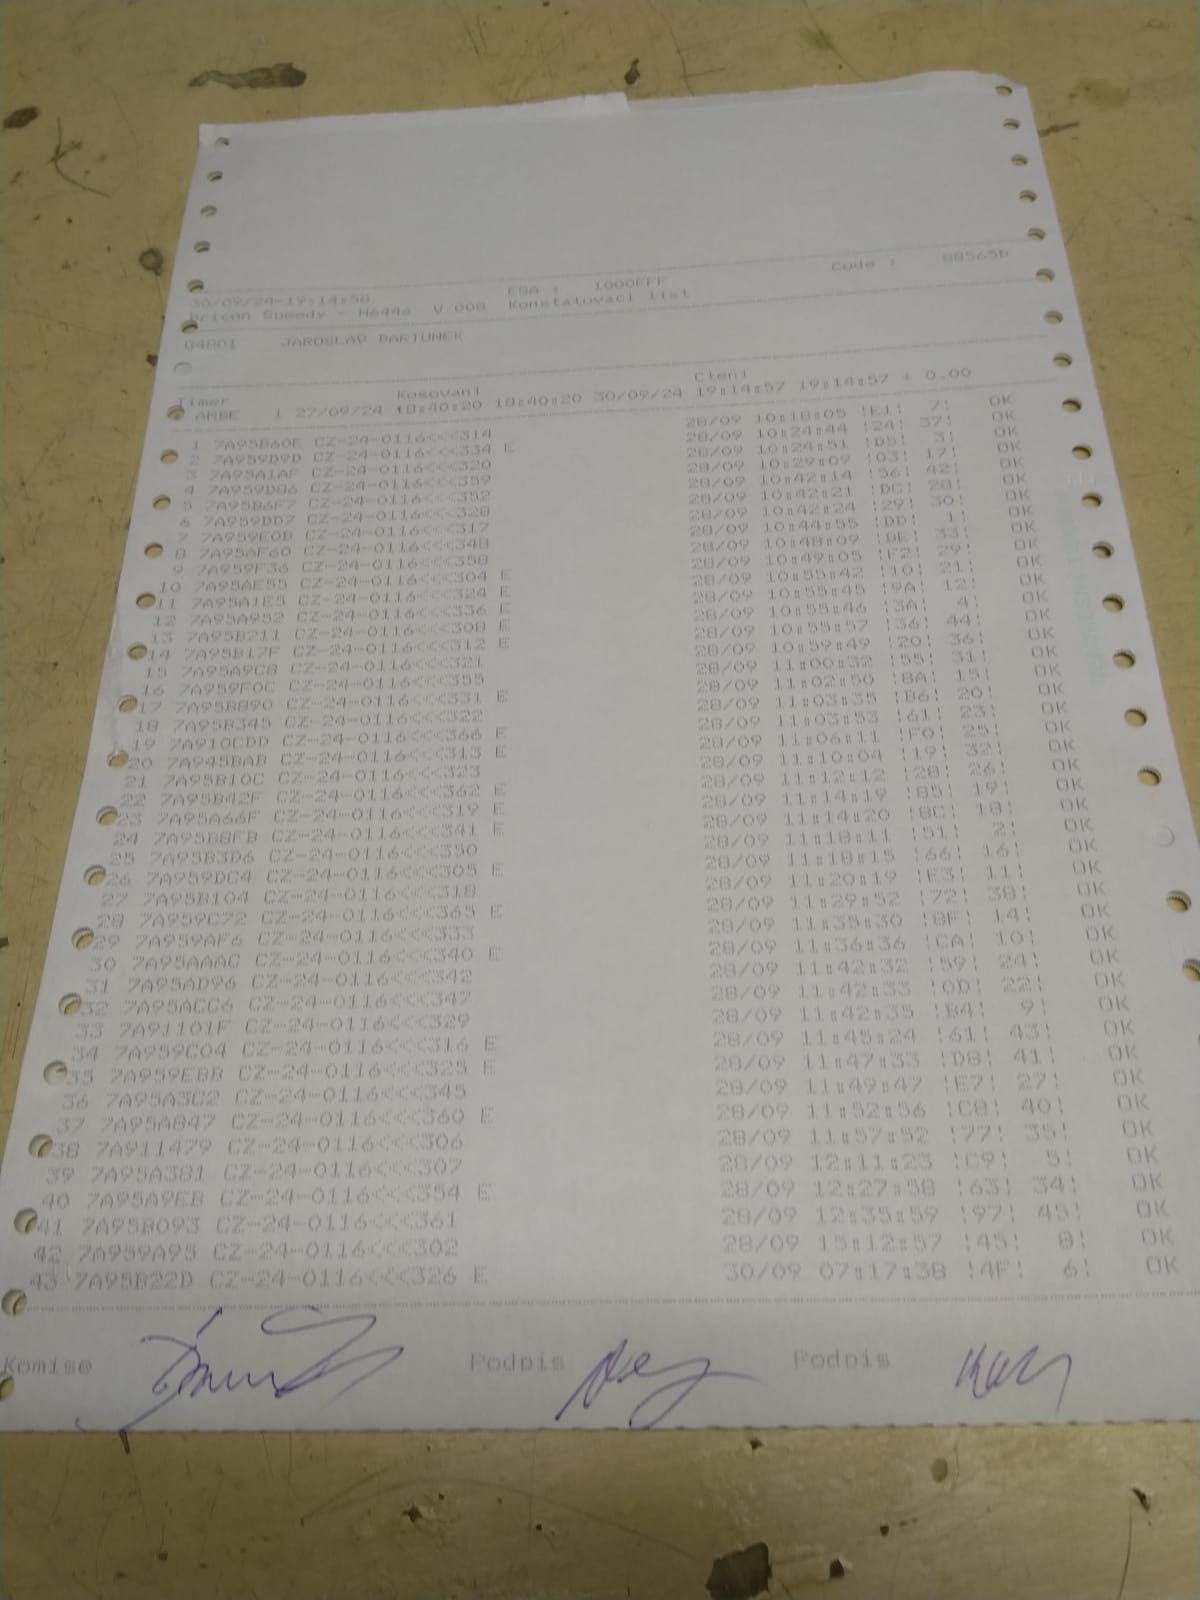 30/09/24-19:14:58 ESA : 1000FFF Code : 88565D
Bricon Speedy - H6446 V 008 Konstatovaci list
04801 JAROSLAV BARTUNEK
Timer Kosovani Cteni
AMBE 1 27/09/24 18:40:20 18:40:20 30/09/24 19:14:57 19:14:57 + 0.00
1 7A95B60E CZ-24-0116<<<314 28/09 10:18:05 !E1! 7! OK
2 7A959D9D CZ-24-0116<<<334 E 28/09 10:24:44 !24! 37! OK
3 7A95A1AF CZ-24-0116<<<320 28/09 10:24:51 !D5! 3! OK
4 7A959D86 CZ-24-0116<<<359 28/09 10:29:09 !03! 17! OK
5 7A95B6F7 CZ-24-0116<<<352 28/09 10:42:14 !56! 42! OK
6 7A959DD7 CZ-24-0116<<<328 28/09 10:42:21 !DC! 28! OK
7 7A959E0B CZ-24-0116<<<317 28/09 10:42:24 !29! 30! OK
8 7A95AF60 CZ-24-0116<<<348 28/09 10:44:55 !DD! 1! OK
9 7A959F36 CZ-24-0116<<<358 28/09 10:48:09 !BE! 33! OK
10 7A95AE55 CZ-24-0116<<<304 E 28/09 10:49:05 !F2! 29! OK
11 7A95A1E5 CZ-24-0116<<<324 E 28/09 10:55:42 !10! 21! OK
12 7A95A952 CZ-24-0116<<<336 E 28/09 10:55:45 !9A! 12! OK
13 7A95B211 CZ-24-0116<<<308 E 28/09 10:55:46 !3A! 4! OK
14 7A95B17F CZ-24-0116<<<312 E 28/09 10:55:57 !36! 44! OK
15 7A95A9C8 CZ-24-0116<<<321 28/09 10:59:49 !20! 36! OK
16 7A959F0C CZ-24-0116<<<355 28/09 11:00:32 !55! 31! OK
17 7A95B890 CZ-24-0116<<<331 E 28/09 11:02:50 !8A! 15! OK
18 7A95B345 CZ-24-0116<<<322 28/09 11:03:35 !B6! 20! OK
19 7A910CDD CZ-24-0116<<<366 E 28/09 11:03:53 !61! 23! OK
20 7A945BAB CZ-24-0116<<<313 E 28/09 11:06:11 !F0! 25! OK
21 7A95B10C CZ-24-0116<<<323 28/09 11:10:04 !19! 32! OK
22 7A95B42F CZ-24-0116<<<362 E 28/09 11:12:12 !28! 26! OK
23 7A95A66F CZ-24-0116<<<319 E 28/09 11:14:19 !85! 19! OK
24 7A95B8FB CZ-24-0116<<<341 E 28/09 11:14:20 !8C! 18! OK
25 7A95B3D6 CZ-24-0116<<<350 28/09 11:18:11 !51! 2! OK
26 7A959DC4 CZ-24-0116<<<305 E 28/09 11:18:15 !66! 16! OK
27 7A95B104 CZ-24-0116<<<318 28/09 11:20:19 !E3! 11! OK
28 7A959C72 CZ-24-0116<<<365 E 28/09 11:29:52 !72! 38! OK
29 7A959AF6 CZ-24-0116<<<333 28/09 11:35:30 !8F! 14! OK
30 7A95AAAC CZ-24-0116<<<340 E 28/09 11:36:36 !CA! 10! OK
31 7A95AD96 CZ-24-0116<<<342 28/09 11:42:32 !59! 24! OK
32 7A95ACC6 CZ-24-0116<<<347 28/09 11:42:33 !0D! 22! OK
33 7A91101F CZ-24-0116<<<329 28/09 11:42:35 !B4! 9! OK
34 7A959C04 CZ-24-0116<<<316 E 28/09 11:45:24 !61! 43! OK
35 7A959EBB CZ-24-0116<<<325 E 28/09 11:47:33 !D8! 41! OK
36 7A95A3C2 CZ-24-0116<<<345 28/09 11:49:47 !E7! 27! OK
37 7A95A847 CZ-24-0116<<<360 E 28/09 11:52:56 !C8! 40! OK
38 7A911479 CZ-24-0116<<<306 28/09 11:57:52 !77! 35! OK
39 7A95A381 CZ-24-0116<<<307 28/09 12:11:23 !C9! 5! OK
40 7A95A9EB CZ-24-0116<<<354 E 28/09 12:27:58 !63! 34! OK
41 7A95B093 CZ-24-0116<<<361 28/09 12:35:59 !97! 45! OK
42 7A959A95 CZ-24-0116<<<302 28/09 15:12:57 !45! 8! OK
43 7A95B22D CZ-24-0116<<<326 E 30/09 07:17:38 !4F! 6! OK
Komise Podpis Podpis